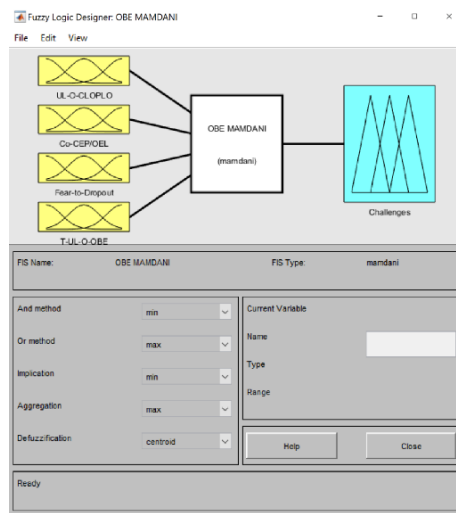 Fuzzy Logic Designer: OBE MAMDANI
File Edit View
UL-O-CLOPLO
Co-CEP/OEL
Fear-to-Dropout
T-UL-O-OBE
OBE MAMDANI
(mamdani)
Challenges
FIS Name: OBE MAMDANI FIS Type: mamdani
And method min
Or method max
Implication min
Aggregation max
Defuzzification centroid
Current Variable
Name
Type
Range
Help Close
Ready